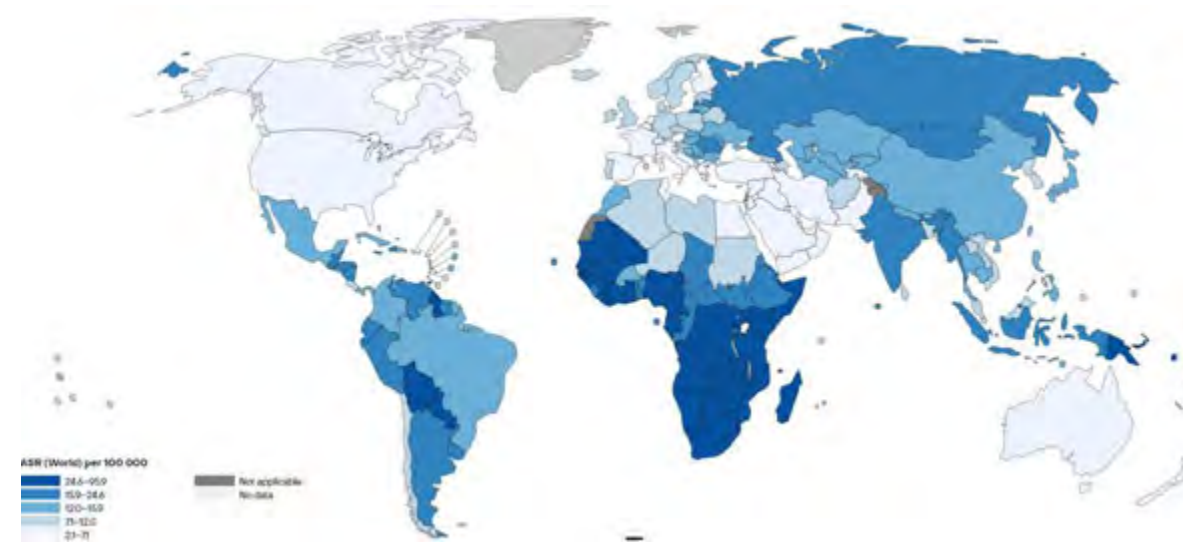 ASR (World) per 100 000
24.6–95.9
15.9–24.6
12.0–15.9
7.1–12.0
2.1–7.1
Not applicable
No data